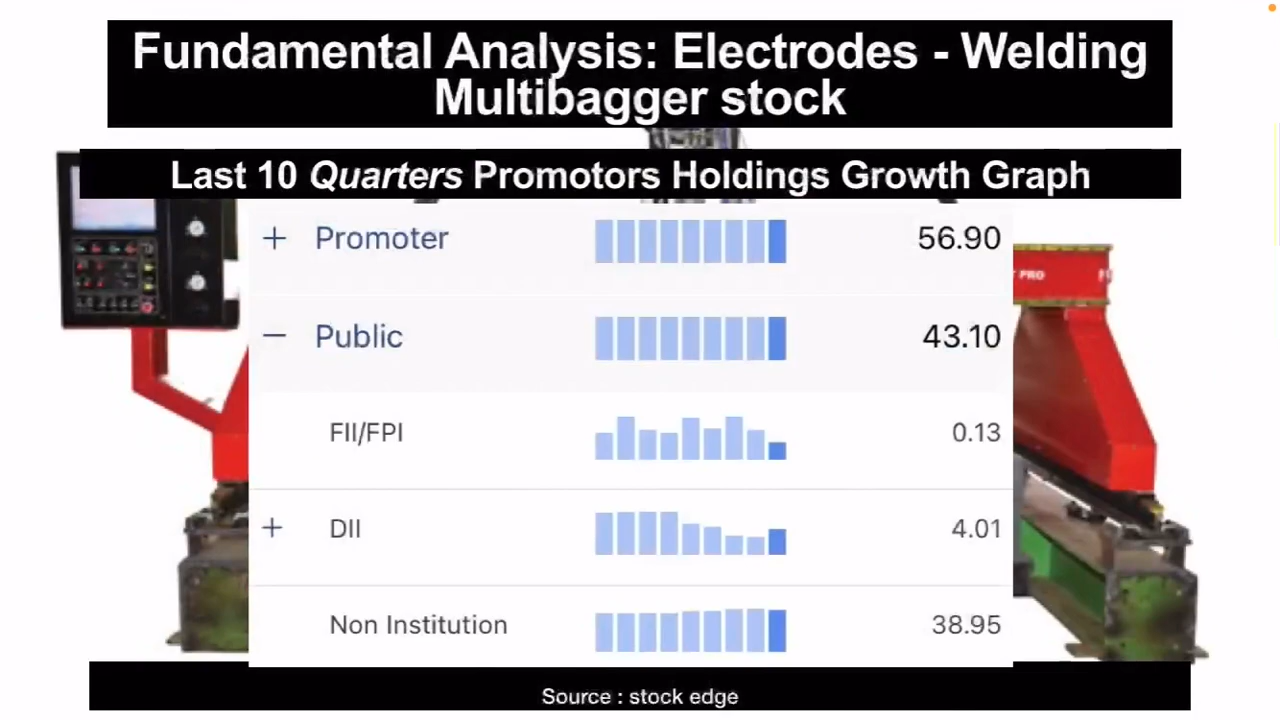 Fundamental Analysis: Electrodes - Welding
Multibagger stock
Last 10 Quarters Promotors Holdings Growth Graph
+ Promoter 56.90
− Public 43.10
FII/FPI 0.13
+ DII 4.01
Non Institution 38.95
PRO
Source : stock edge